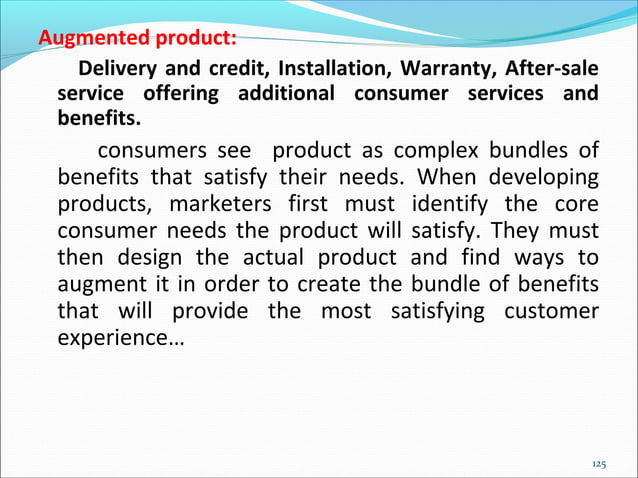 Augmented product:
Delivery and credit, Installation, Warranty, After-sale
service offering additional consumer services and
benefits.
consumers see product as complex bundles of
benefits that satisfy their needs. When developing
products, marketers first must identify the core
consumer needs the product will satisfy. They must
then design the actual product and find ways to
augment it in order to create the bundle of benefits
that will provide the most satisfying customer
experience…
125